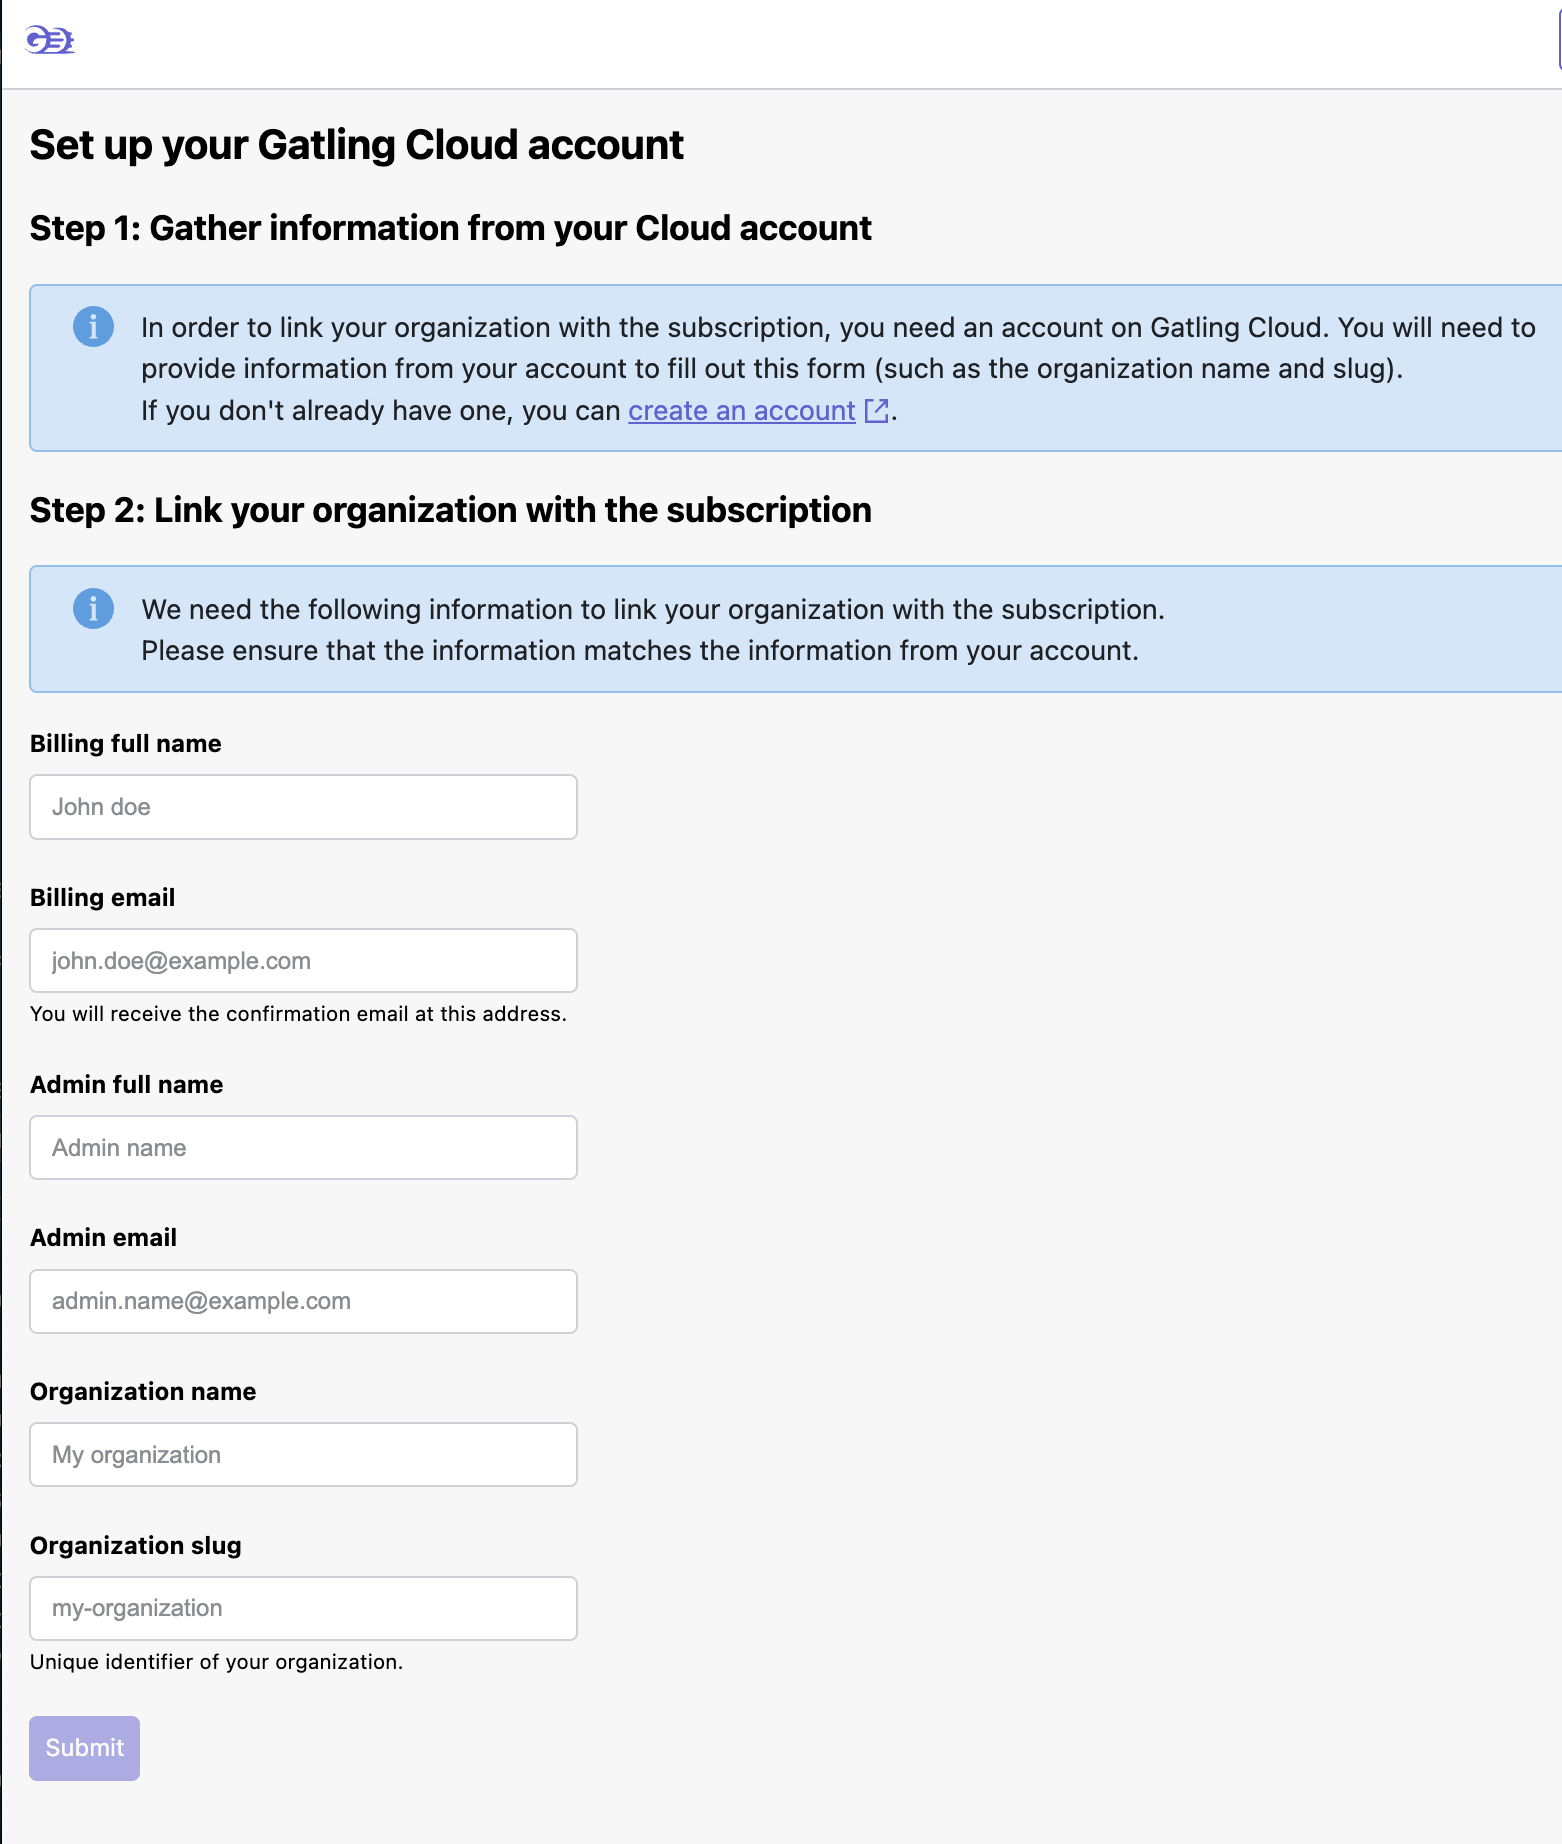 Set up your Gatling Cloud account
Step 1: Gather information from your Cloud account
In order to link your organization with the subscription, you need an account on Gatling Cloud. You will need to
provide information from your account to fill out this form (such as the organization name and slug).
If you don't already have one, you can create an account.
Step 2: Link your organization with the subscription
We need the following information to link your organization with the subscription.
Please ensure that the information matches the information from your account.
Billing full name
John doe
Billing email
john.doe@example.com
You will receive the confirmation email at this address.
Admin full name
Admin name
Admin email
admin.name@example.com
Organization name
My organization
Organization slug
my-organization
Unique identifier of your organization.
Submit